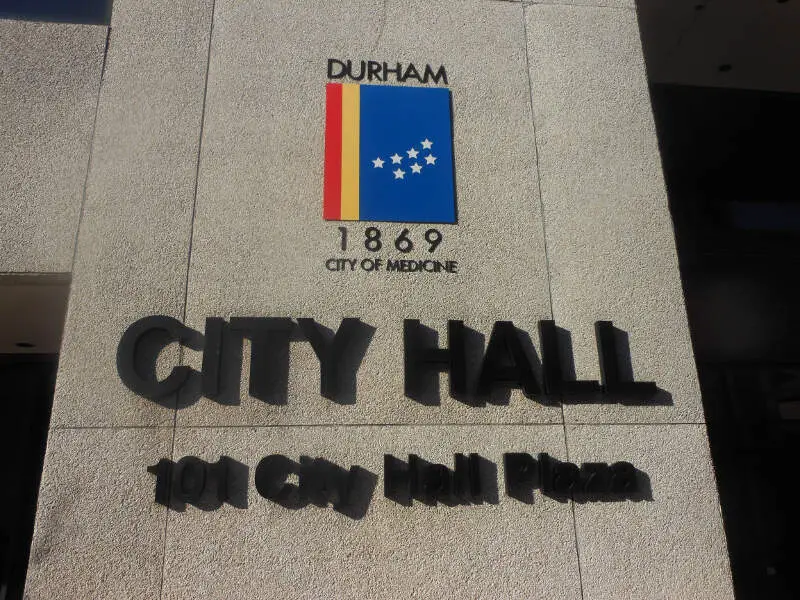 DURHAM
1869
CITY OF MEDICINE
CITY HALL
101 City Hall Plaza